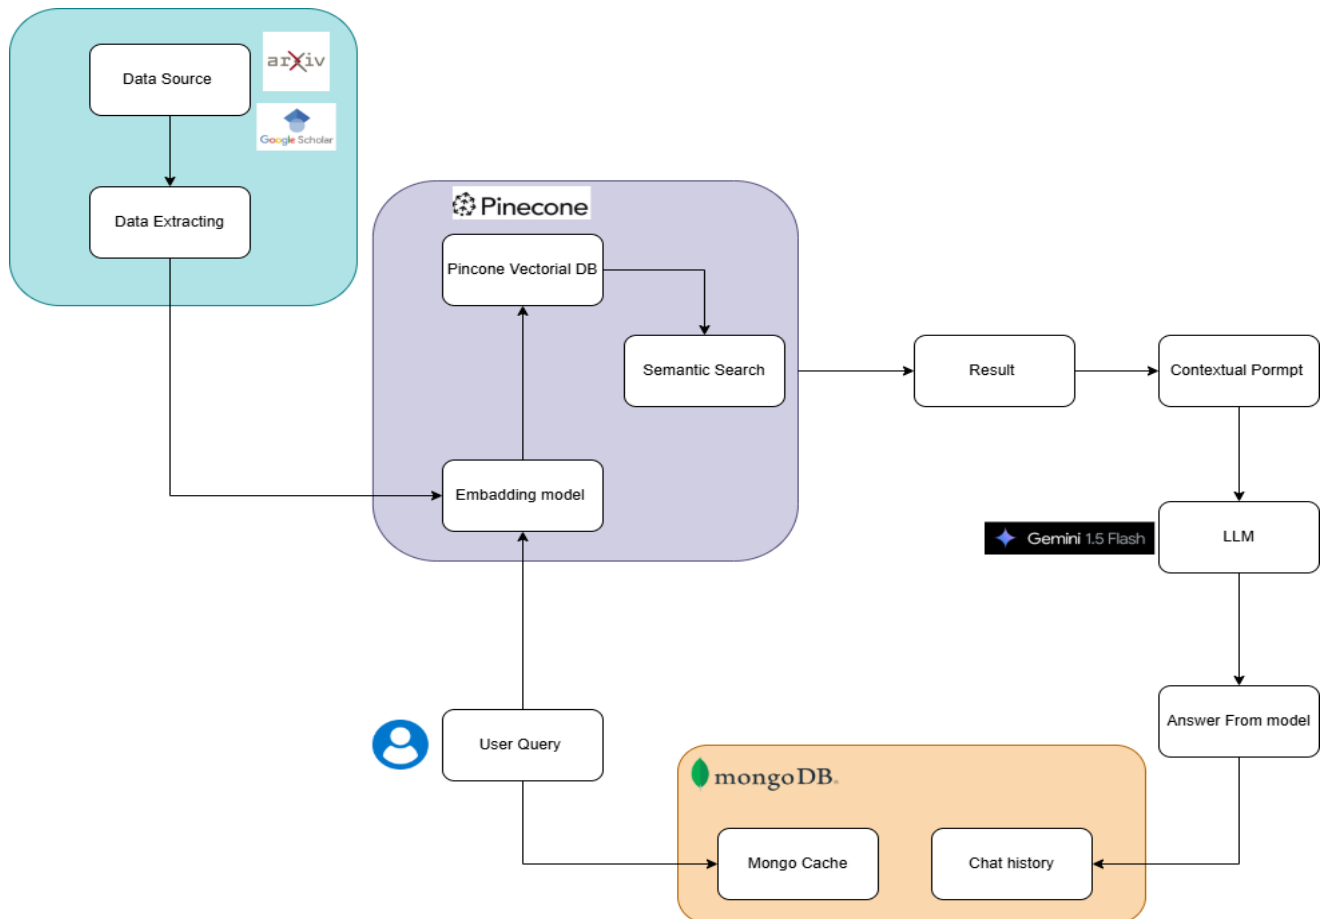 Data Source
arXiv
Google Scholer
Data Extracting
Pinecone
Pincone Vectorial DB
Semantic Search
Result
Contextual Pormpt
Embadding model
Gemini 1.5 Flash
LLM
User Query
Answer From model
mongoDB.
Mongo Cache
Chat history